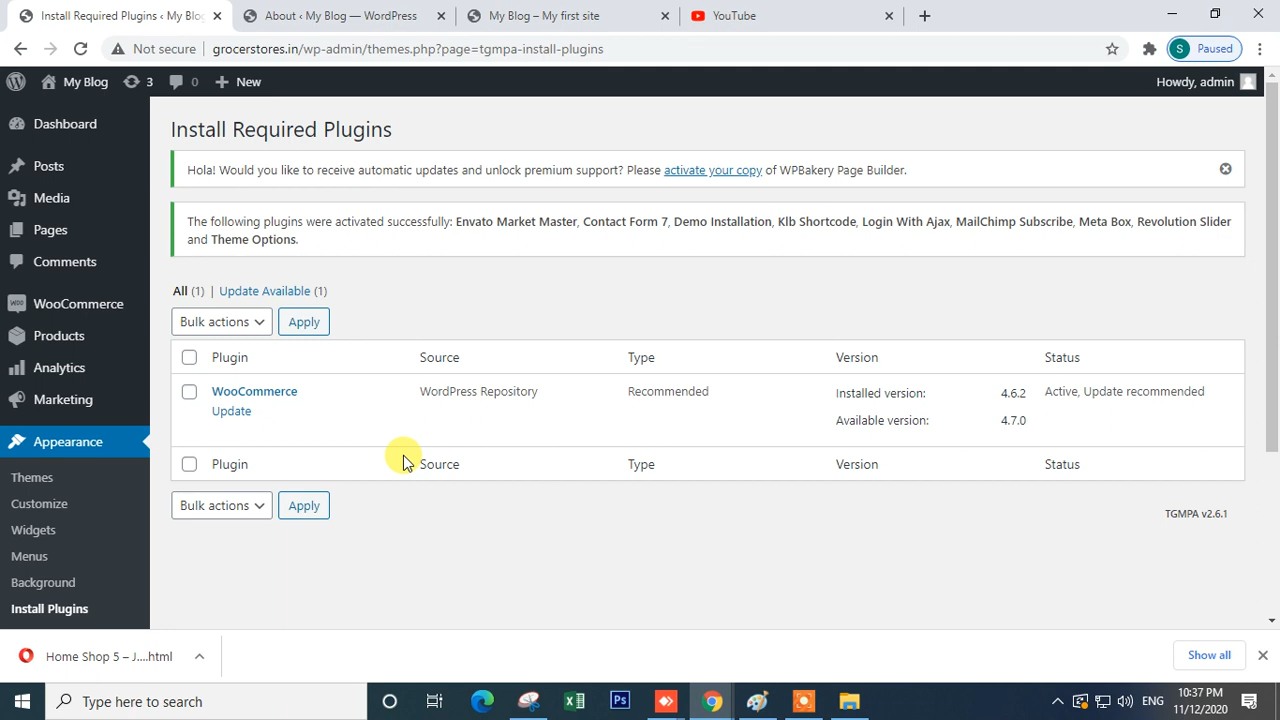 Install Required Plugins ‹ My Blog
About ‹ My Blog — WordPress
My Blog – My first site
YouTube
Not secure
grocerstores.in/wp-admin/themes.php?page=tgmpa-install-plugins
S
Paused
My Blog
3
0
New
Howdy, admin
Dashboard
Posts
Media
Pages
Comments
WooCommerce
Products
Analytics
Marketing
Appearance
Themes
Customize
Widgets
Menus
Background
Install Plugins
Install Required Plugins
Hola! Would you like to receive automatic updates and unlock premium support? Please activate your copy of WPBakery Page Builder.
The following plugins were activated successfully: Envato Market Master, Contact Form 7, Demo Installation, Klb Shortcode, Login With Ajax, MailChimp Subscribe, Meta Box, Revolution Slider
and Theme Options.
All (1) | Update Available (1)
Bulk actions Apply
Plugin Source Type Version Status
WooCommerce WordPress Repository Recommended Installed version: 4.6.2 Active, Update recommended
Update Available version: 4.7.0
Plugin Source Type Version Status
Bulk actions Apply
TGMPA v2.6.1
Home Shop 5 – J....html
Show all
Type here to search
ENG
10:37 PM
11/12/2020